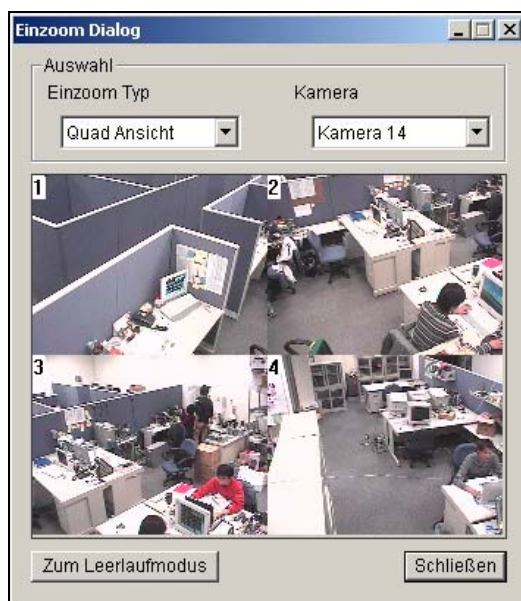 Einzoom Dialog
Auswahl
Einzoom Typ Kamera
Quad Ansicht Kamera 14
1 2
3 4
Zum Leerlaufmodus Schließen